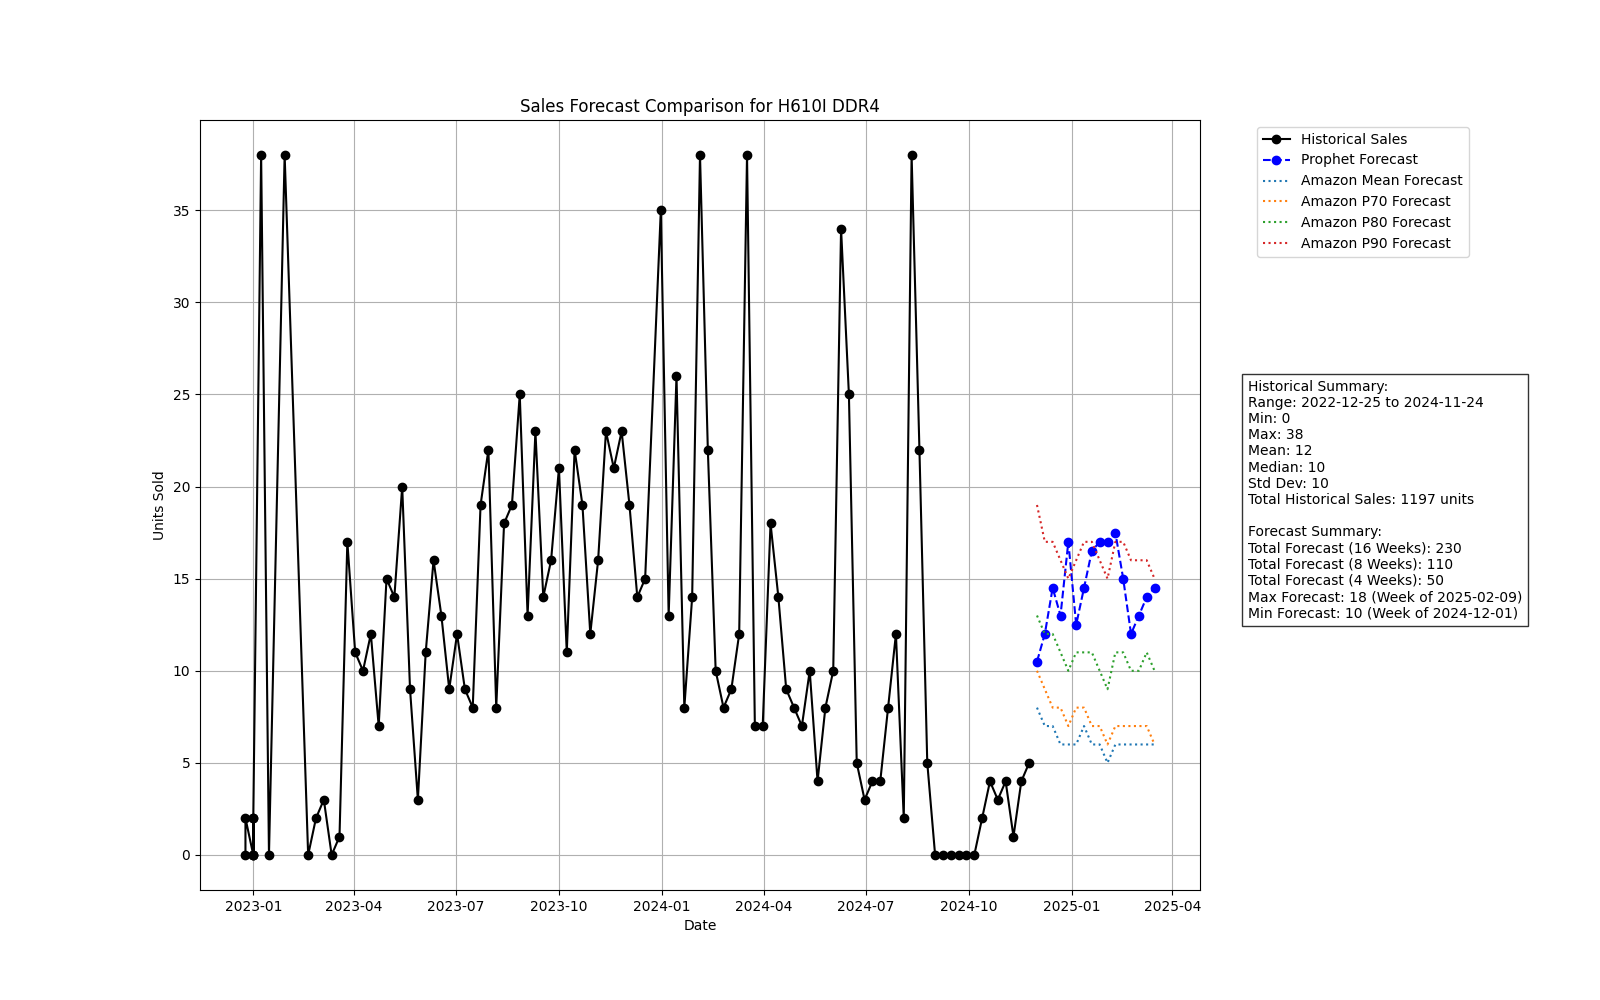 Sales Forecast Comparison for H610I DDR4
Historical Sales
Prophet Forecast
Amazon Mean Forecast
Amazon P70 Forecast
Amazon P80 Forecast
Amazon P90 Forecast
Units Sold
35
30
25
20
15
10
5
0
2023-01 2023-04 2023-07 2023-10 2024-01 2024-04 2024-07 2024-10 2025-01 2025-04
Date
Historical Summary:
Range: 2022-12-25 to 2024-11-24
Min: 0
Max: 38
Mean: 12
Median: 10
Std Dev: 10
Total Historical Sales: 1197 units
Forecast Summary:
Total Forecast (16 Weeks): 230
Total Forecast (8 Weeks): 110
Total Forecast (4 Weeks): 50
Max Forecast: 18 (Week of 2025-02-09)
Min Forecast: 10 (Week of 2024-12-01)